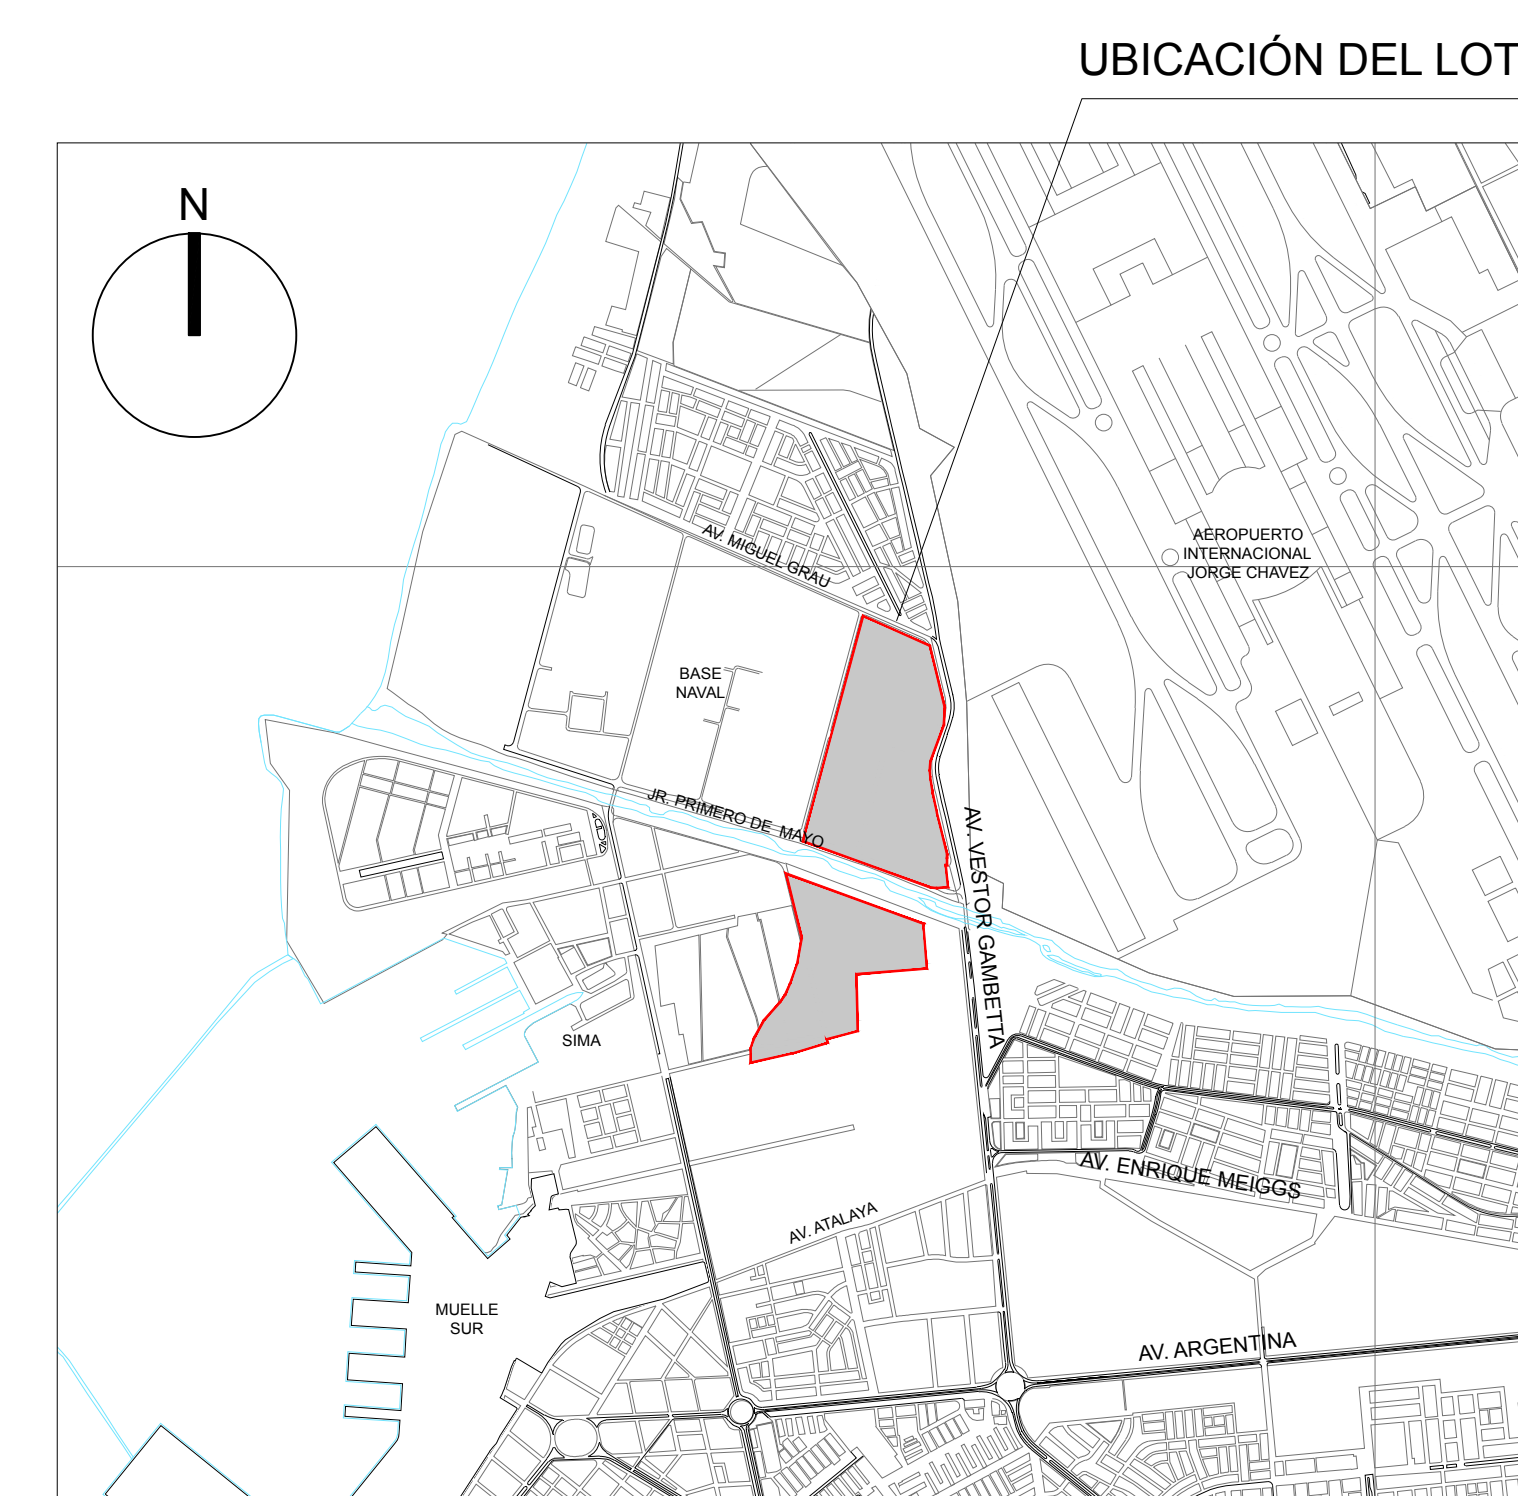 UBICACIÓN DEL LOT
N
AV. MIGUEL GRAU
AEROPUERTO
INTERNACIONAL
JORGE CHAVEZ
BASE
NAVAL
JR. PRIMERO DE MAYO
AV. VESTOR GAMBETTA
SIMA
AV. ENRIQUE MEIGGS
AV. ATALAYA
MUELLE
SUR
AV. ARGENTINA